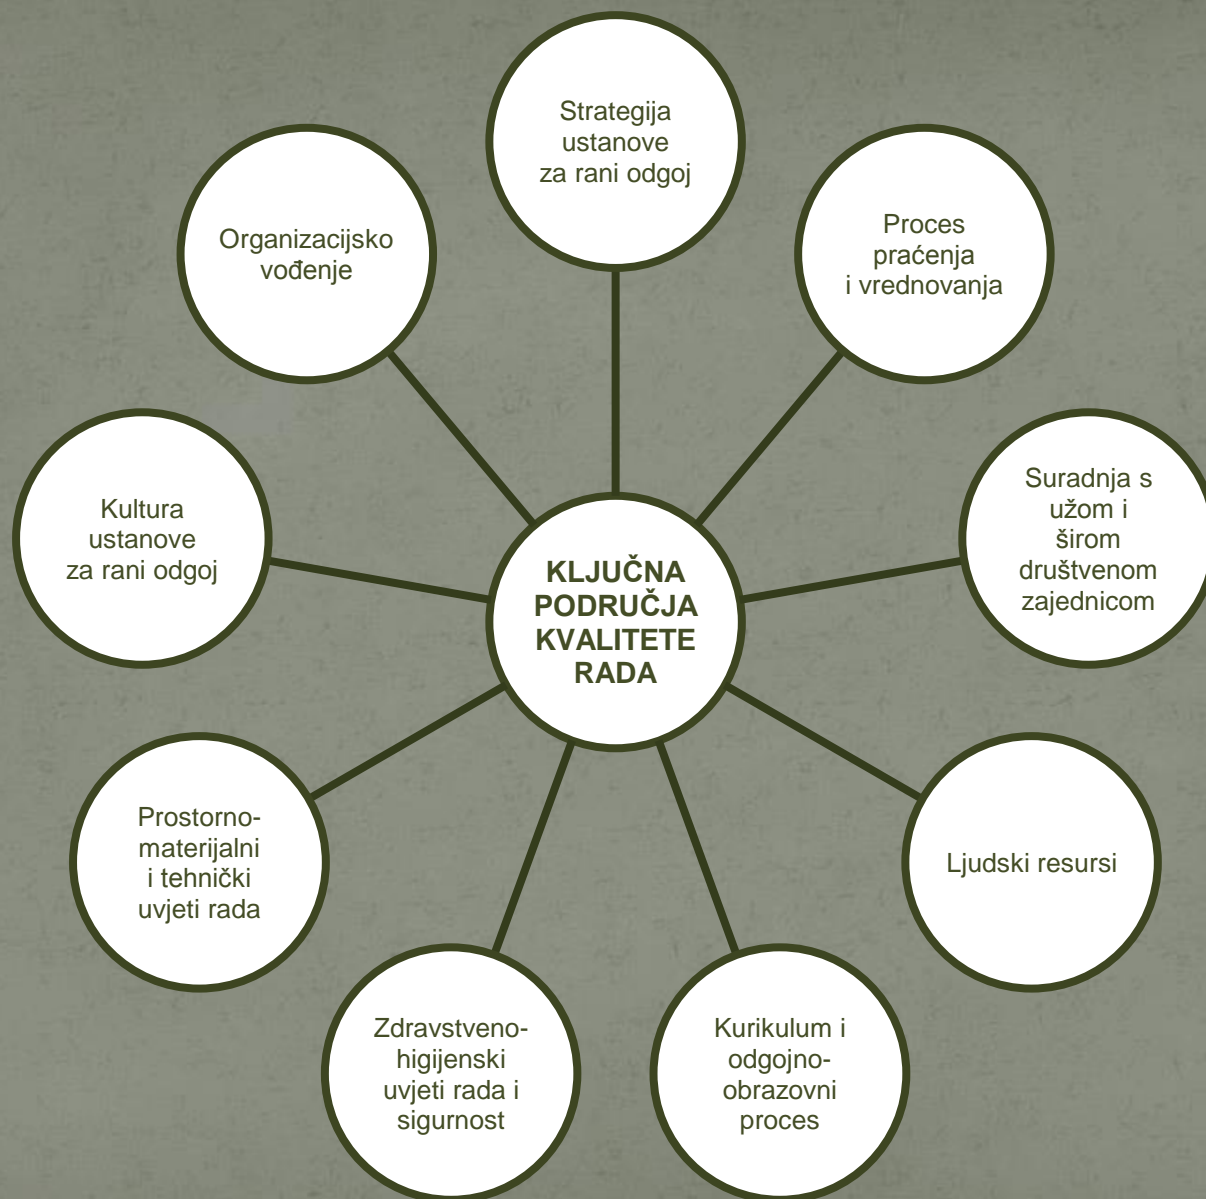 Strategija
ustanove
za rani odgoj
Proces
praćenja
i vrednovanja
Suradnja s
užom i
širom
društvenom
zajednicom
Ljudski resursi
Kurikulum i
odgojno-
obrazovni
proces
Zdravstveno-
higijenski
uvjeti rada i
sigurnost
Prostorno-
materijalni
i tehnički
uvjeti rada
Kultura
ustanove
za rani odgoj
Organizacijsko
vođenje
KLJUČNA
PODRUČJA
KVALITETE
RADA